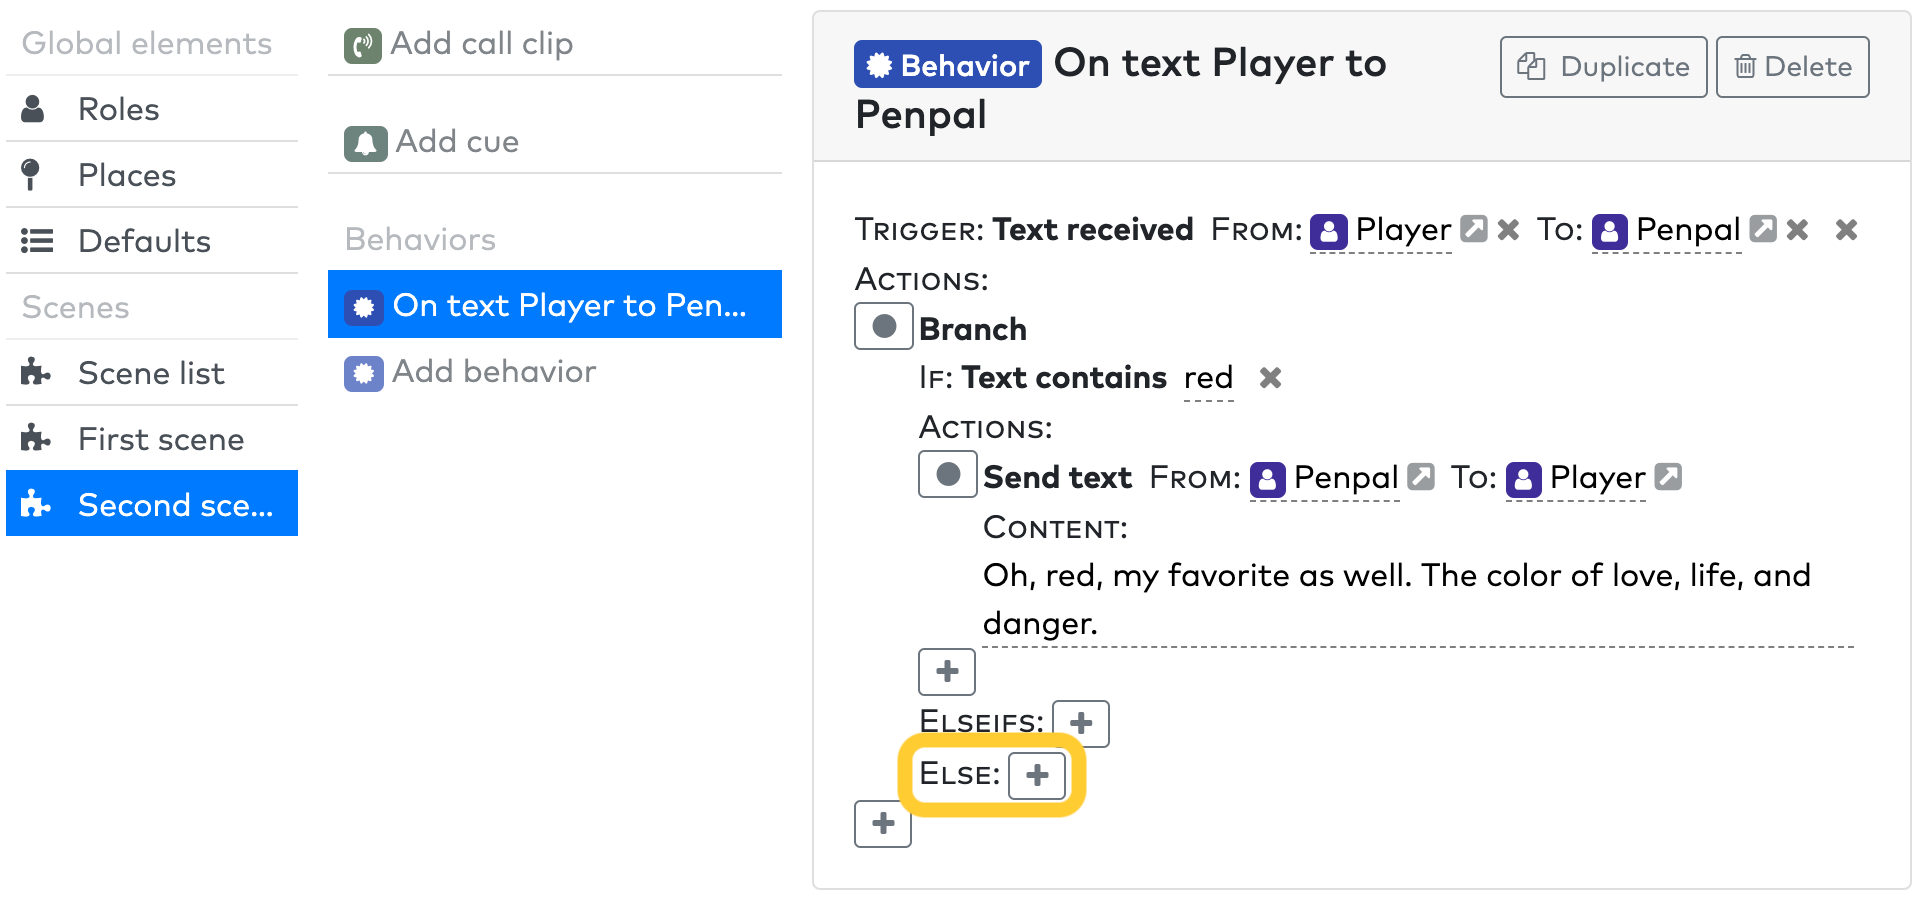 Global elements
Roles
Places
Defaults
Scenes
Scene list
First scene
Second sce...
Add call clip
Add cue
Behaviors
On text Player to Pen...
Add behavior
Behavior On text Player to
Penpal
Duplicate
Delete
TRIGGER: Text received FROM: Player TO: Penpal
ACTIONS:
Branch
IF: Text contains red
ACTIONS:
Send text FROM: Penpal TO: Player
CONTENT:
Oh, red, my favorite as well. The color of love, life, and
danger.
ELSEIFS:
ELSE: